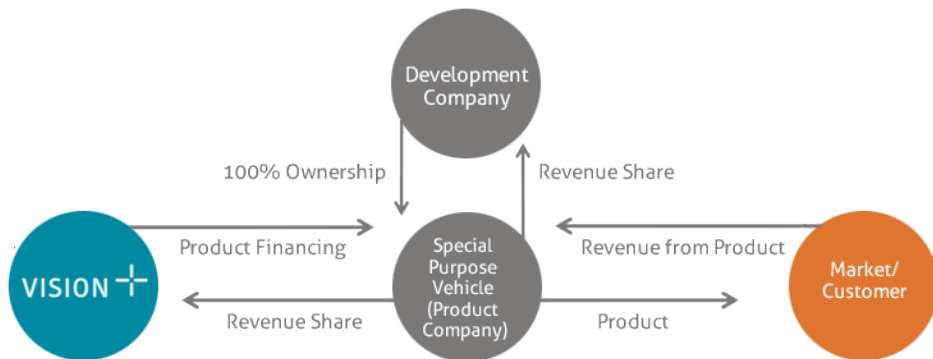 Development
Company
100% Ownership
Revenue Share
Product Financing
Revenue from Product
VISION +
Special
Purpose
Vehicle
(Product
Company)
Market/
Customer
Revenue Share
Product